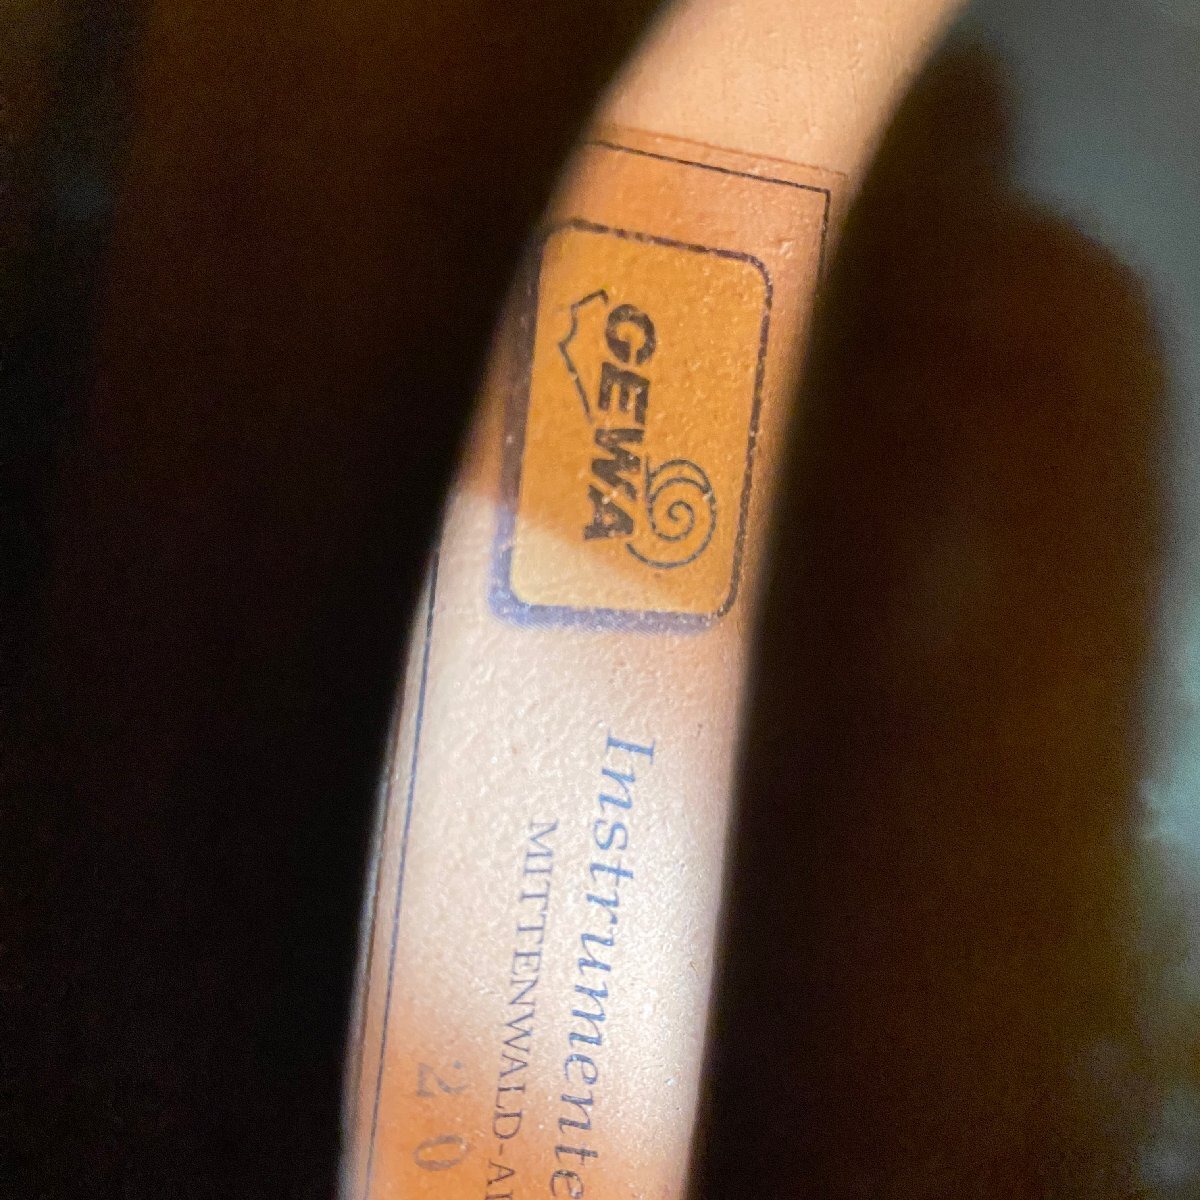 GEWA
Instrumente
MITTENWALD-A
20